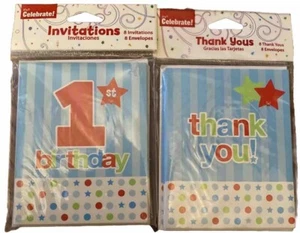 Celebrate!
Invitations
Invitaciones
8 Invitations
8 Envelopes
1st
birthday
Celebrate!
Thank Yous
Gracias las Tarjetas
8 Thank Yous
8 Envelopes
thank
you!